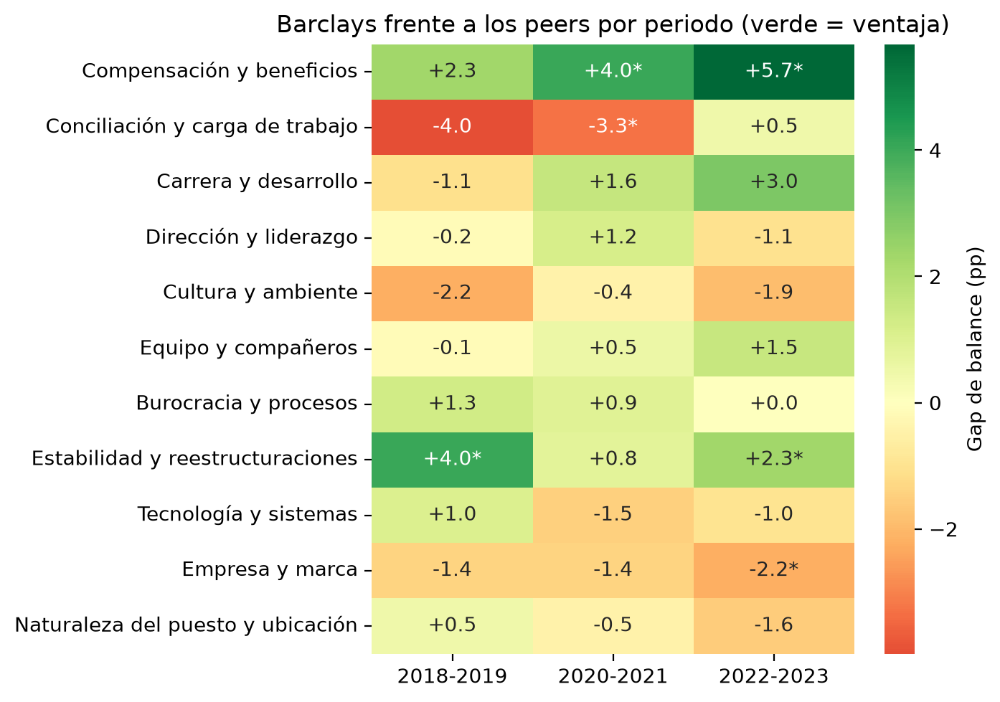 Barclays frente a los peers por periodo (verde = ventaja)
Compensación y beneficios +2.3 +4.0* +5.7*
Conciliación y carga de trabajo -4.0 -3.3* +0.5
Carrera y desarrollo -1.1 +1.6 +3.0
Dirección y liderazgo -0.2 +1.2 -1.1
Cultura y ambiente -2.2 -0.4 -1.9
Equipo y compañeros -0.1 +0.5 +1.5
Burocracia y procesos +1.3 +0.9 +0.0
Estabilidad y reestructuraciones +4.0* +0.8 +2.3*
Tecnología y sistemas +1.0 -1.5 -1.0
Empresa y marca -1.4 -1.4 -2.2*
Naturaleza del puesto y ubicación +0.5 -0.5 -1.6
2018-2019 2020-2021 2022-2023
4
2
0
−2
Gap de balance (pp)